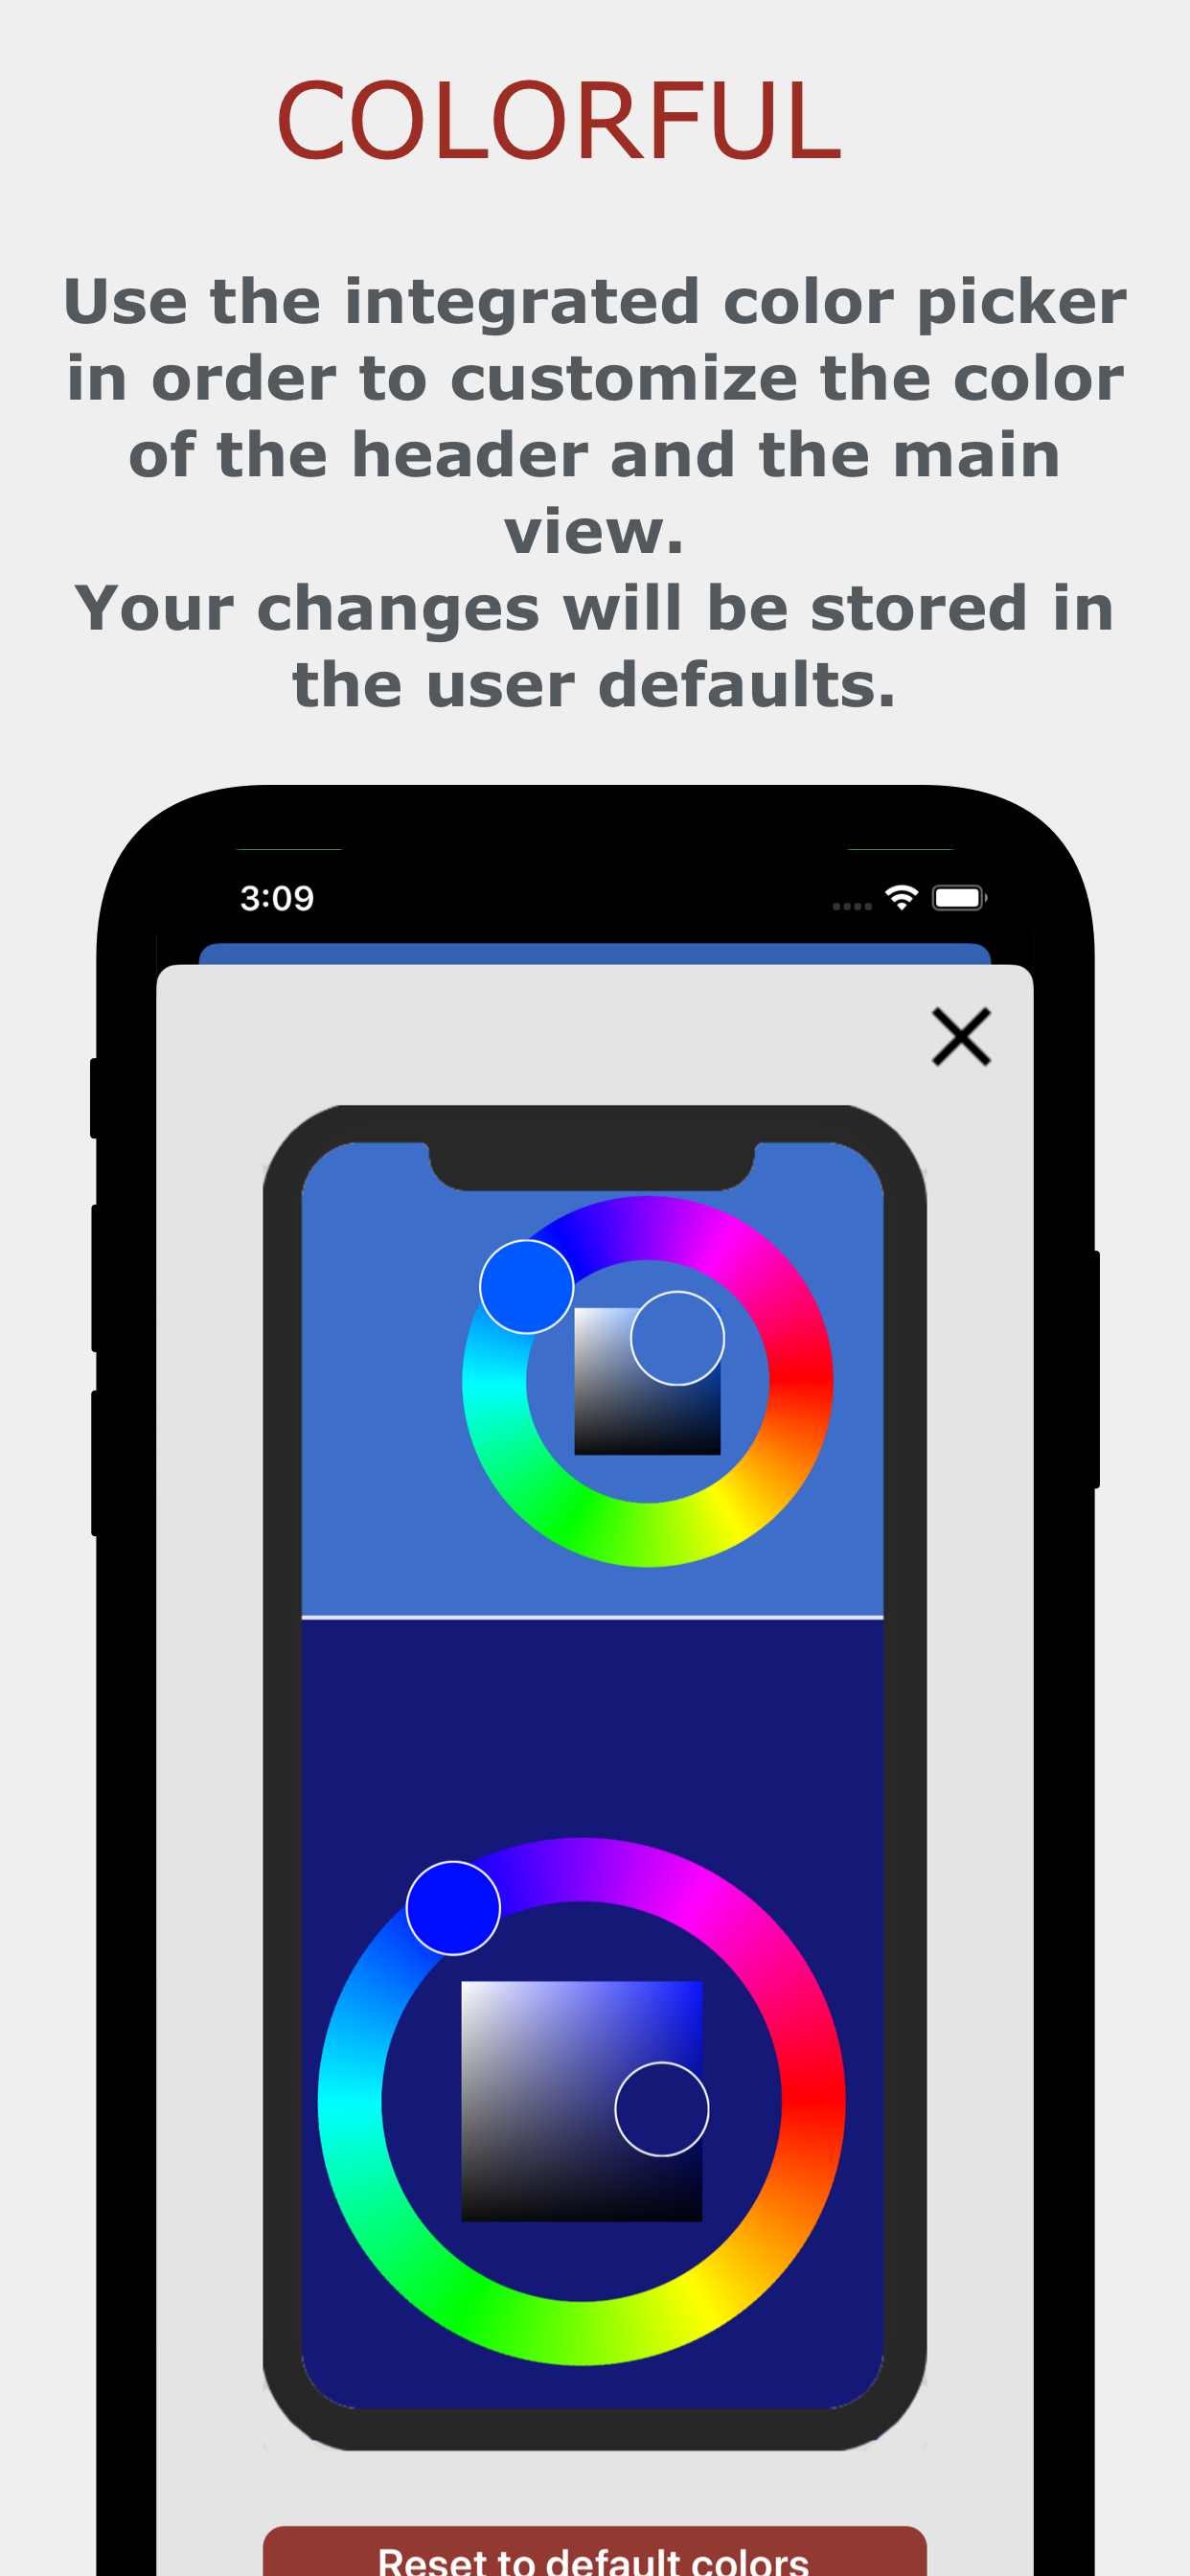 COLORFUL
Use the integrated color picker
in order to customize the color
of the header and the main
view.
Your changes will be stored in
the user defaults.
3:09
Reset to default colors